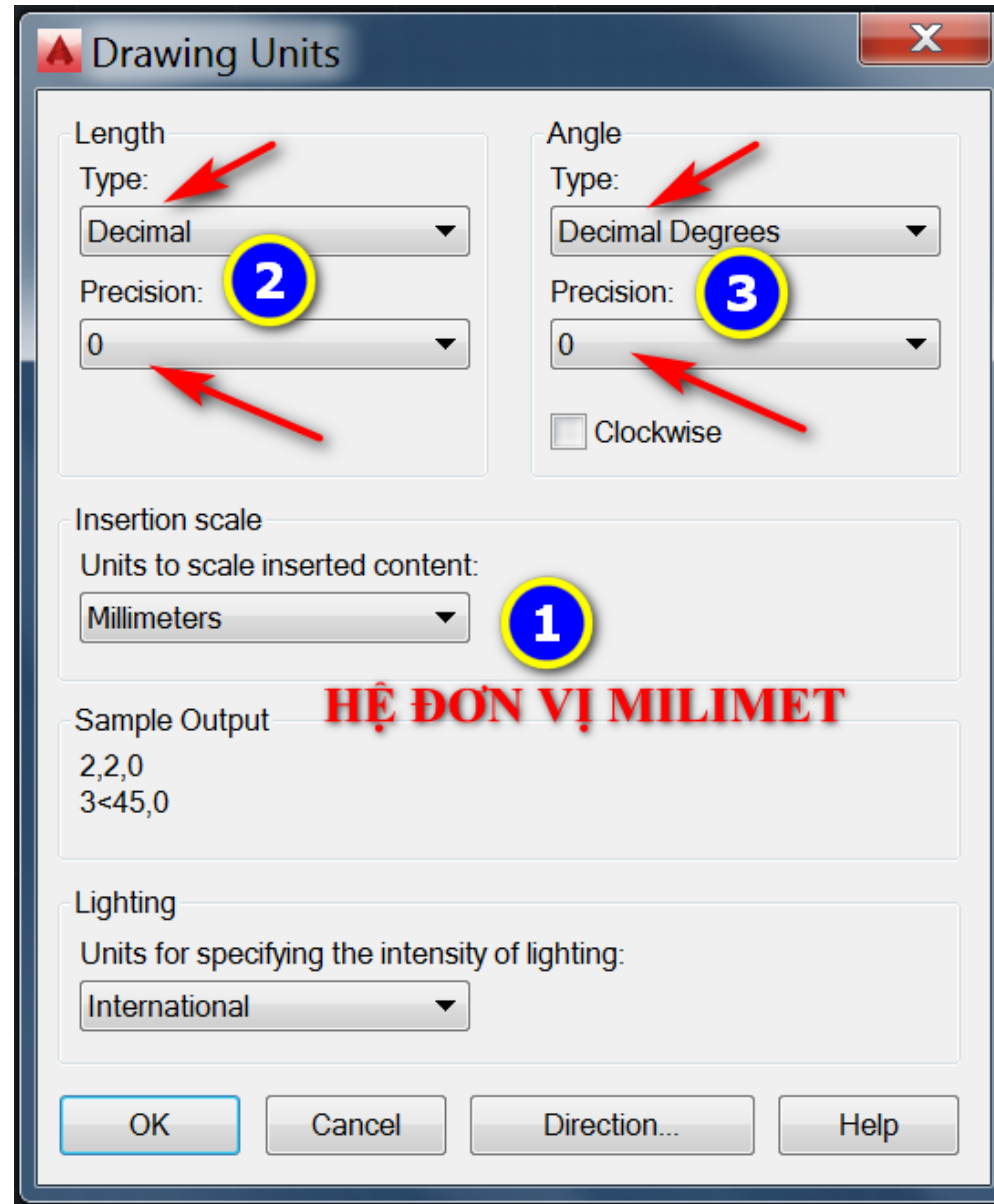 Drawing Units
X
Length
Type:
Decimal
Precision:
0
2
Angle
Type:
Decimal Degrees
Precision:
0
3
Clockwise
Insertion scale
Units to scale inserted content:
Millimeters
1
HỆ ĐƠN VỊ MILIMET
Sample Output
2,2,0
3<45,0
Lighting
Units for specifying the intensity of lighting:
International
OK
Cancel
Direction...
Help